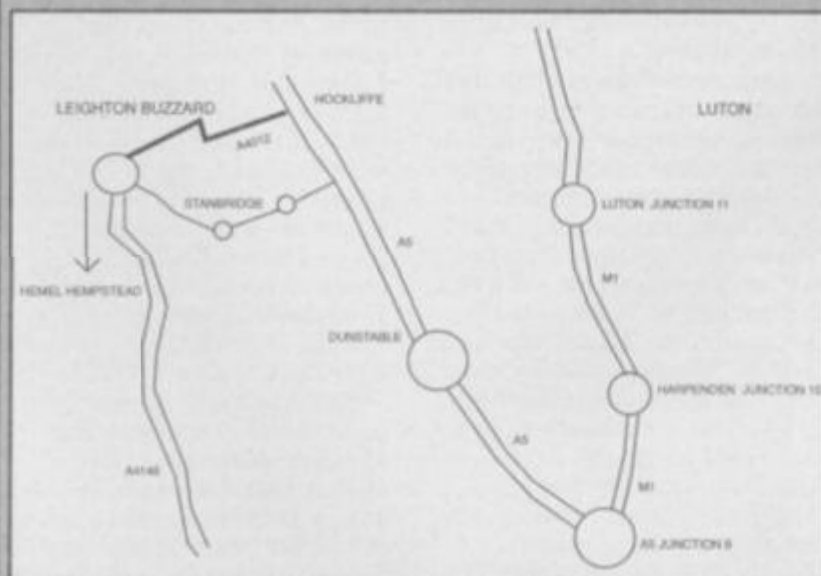 HOCKLIFFE
LEIGHTON BUZZARD
LUTON
A4012
STANBRIDGE
LUTON JUNCTION 11
A5
M1
HEMEL HEMPSTEAD
DUNSTABLE
HARPENDEN JUNCTION 10
A5
A4146
M1
A5 JUNCTION 9